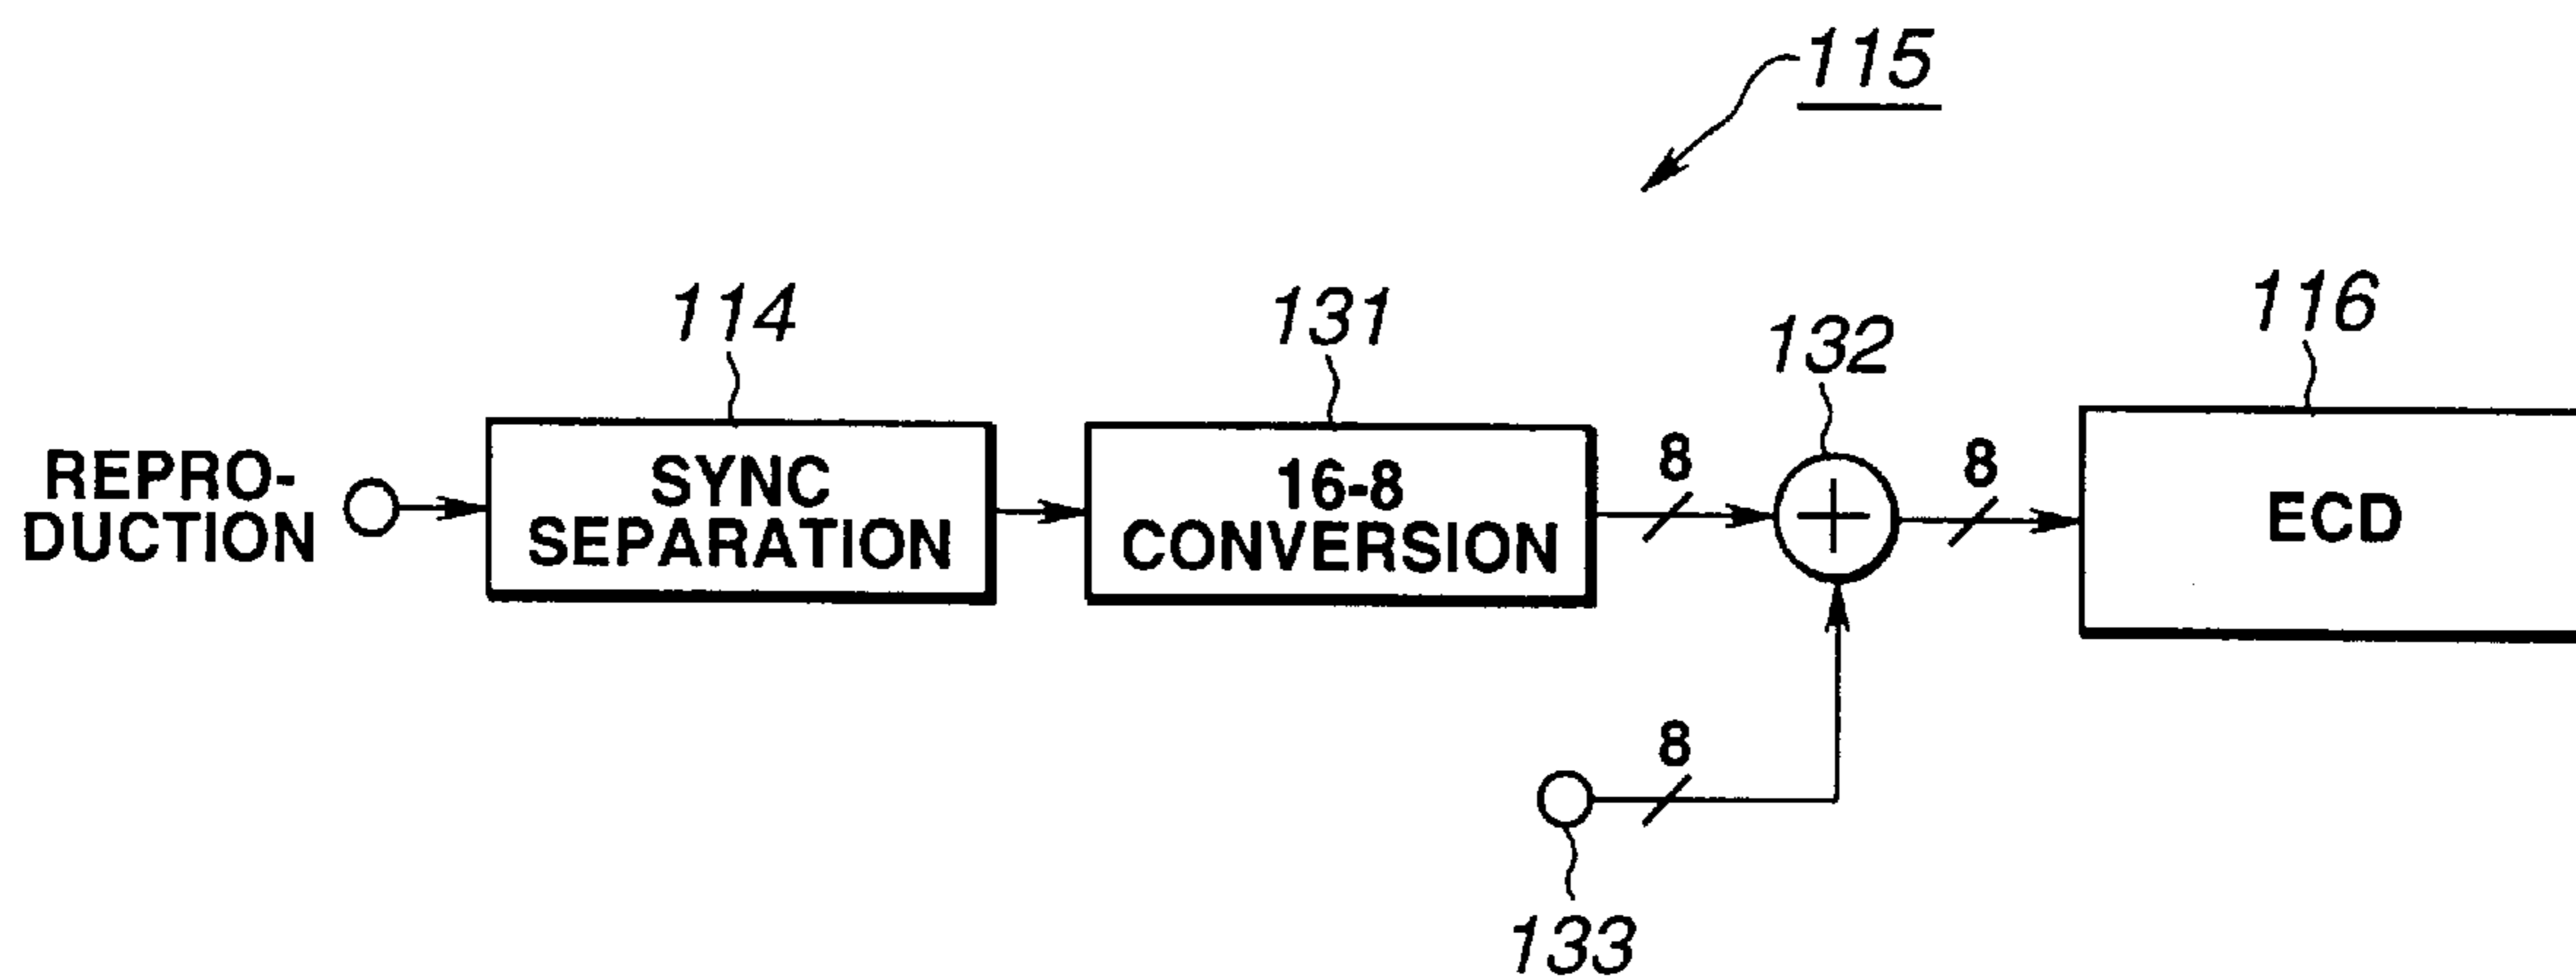 115
114
131
132
116
REPRO-
DUCTION
SYNC
SEPARATION
16-8
CONVERSION
8
8
ECD
8
133